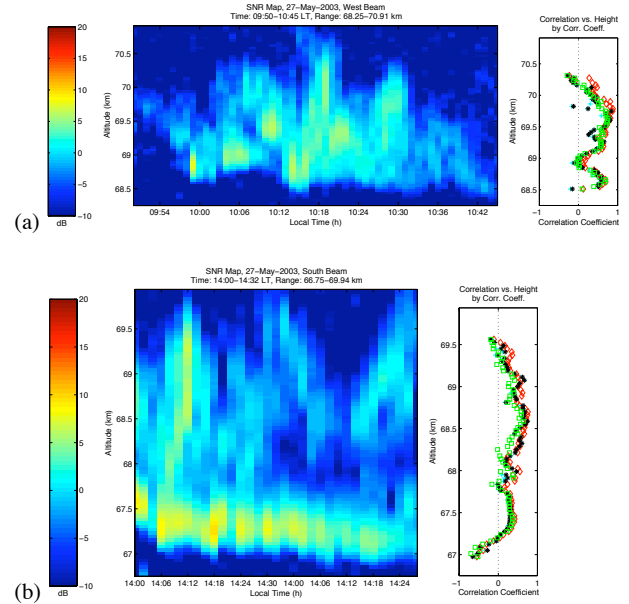 SNR Map, 27-May-2003, West Beam
Time: 09:50-10:45 LT, Range: 68.25-70.91 km
Correlation vs. Height
by Corr. Coeff.
20
15
10
5
0
-5
-10
dB
Altitude (km)
70.5
70
69.5
69
68.5
09:54 10:00 10:06 10:12 10:18 10:24 10:30 10:36 10:42
Local Time (h)
Altitude (km)
70.5
70
69.5
69
68.5
-1 0 1
Correlation Coefficient
(a)
SNR Map, 27-May-2003, South Beam
Time: 14:00-14:32 LT, Range: 66.75-69.94 km
Correlation vs. Height
by Corr. Coeff.
20
15
10
5
0
-5
-10
dB
Altitude (km)
69.5
69
68.5
68
67.5
67
14:00 14:06 14:12 14:18 14:24 14:30 14:00 14:06 14:12 14:18 14:24
Local Time (h)
Altitude (km)
69.5
69
68.5
68
67.5
67
-1 0 1
Correlation Coefficient
(b)